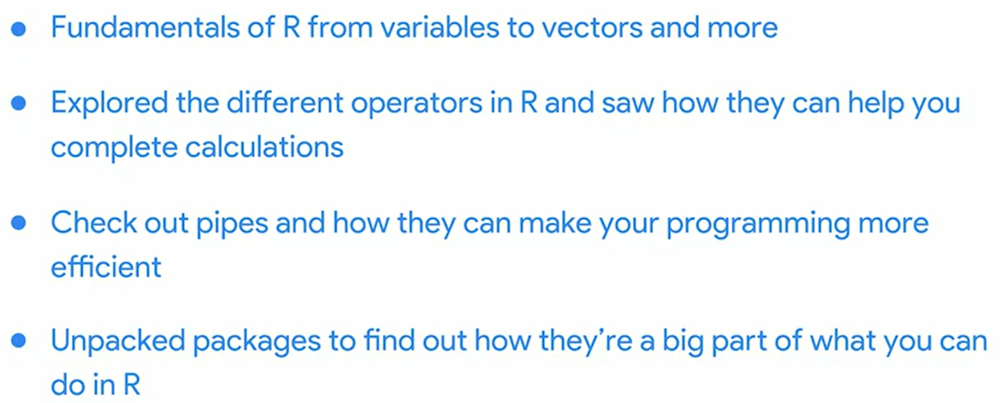 ● Fundamentals of R from variables to vectors and more
● Explored the different operators in R and saw how they can help you
complete calculations
● Check out pipes and how they can make your programming more
efficient
● Unpacked packages to find out how they’re a big part of what you can
do in R